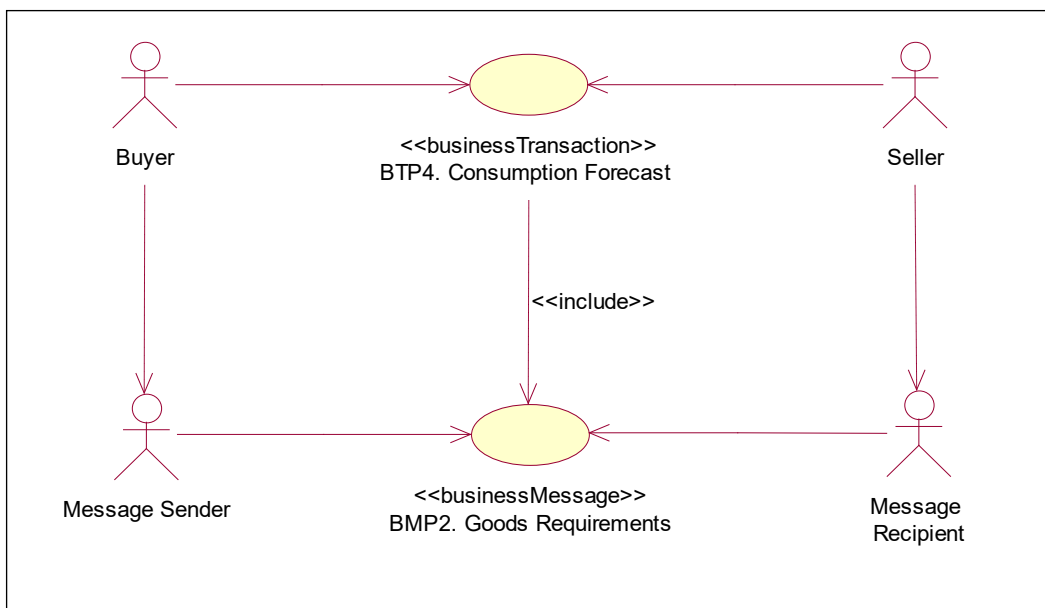 <<businessTransaction>>
BTP4. Consumption Forecast
Buyer
Seller
<<include>>
<<businessMessage>>
BMP2. Goods Requirements
Message Sender
Message
Recipient